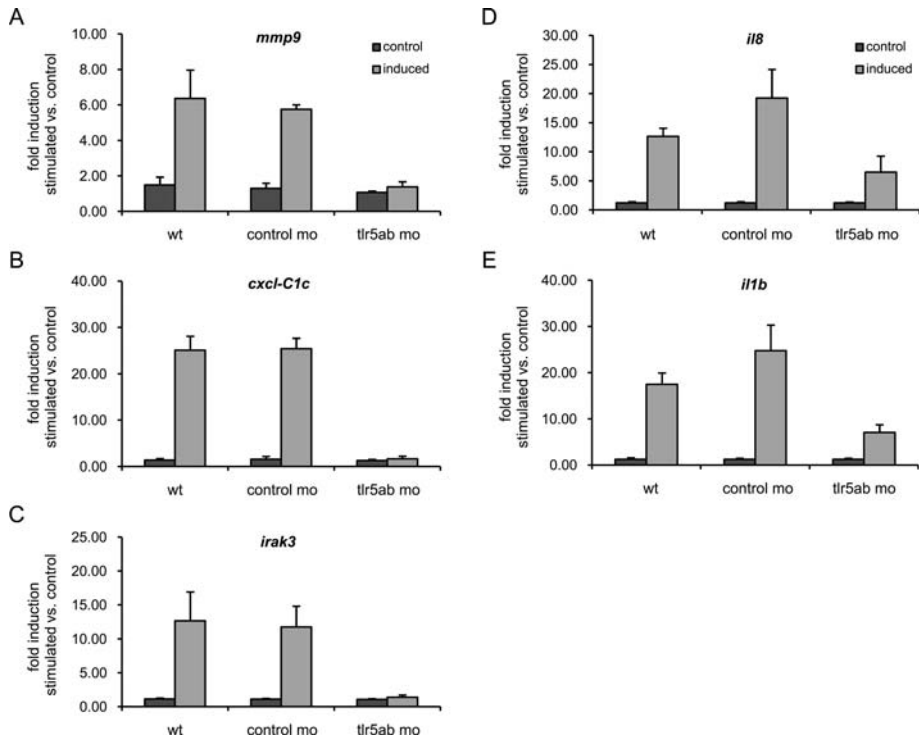 A
mmp9
control
induced
fold induction
stimulated vs. control
8.00
6.00
4.00
2.00
0.00
wt
control mo
tlr5ab mo
B
cxcl-C1c
fold induction
stimulated vs. control
40.00
30.00
20.00
10.00
0.00
wt
control mo
tlr5ab mo
C
irak3
fold induction
stimulated vs. control
25.00
20.00
15.00
10.00
5.00
0.00
wt
control mo
tlr5ab mo
D
il8
control
induced
fold induction
stimulated vs. control
30.00
25.00
20.00
15.00
10.00
5.00
0.00
wt
control mo
tlr5ab mo
E
il1b
fold induction
stimulated vs. control
40.00
30.00
20.00
10.00
0.00
wt
control mo
tlr5ab mo